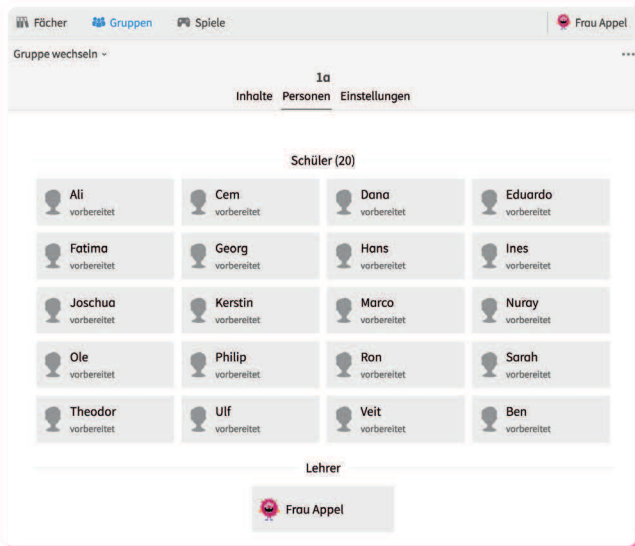 Fächer Gruppen Spiele Frau Appel
Gruppe wechseln
1a
Inhalte Personen Einstellungen
Schüler (20)
Ali Cem Dana Eduardo
vorbereitet vorbereitet vorbereitet vorbereitet
Fatima Georg Hans Ines
vorbereitet vorbereitet vorbereitet vorbereitet
Joschua Kerstin Marco Nuray
vorbereitet vorbereitet vorbereitet vorbereitet
Ole Philip Ron Sarah
vorbereitet vorbereitet vorbereitet vorbereitet
Theodor Ulf Veit Ben
vorbereitet vorbereitet vorbereitet vorbereitet
Lehrer
Frau Appel